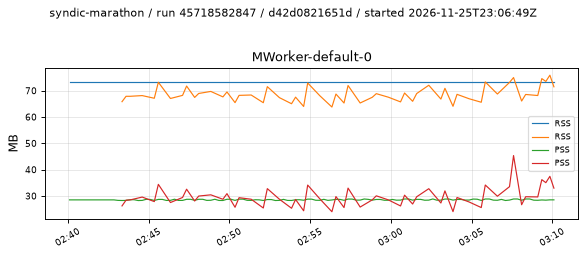 syndic-marathon / run 45718582847 / d42d0821651d / started 2026-11-25T23:06:49Z
MWorker-default-0
MB
70
60
50
40
30
RSS
RSS
PSS
PSS
02:40
02:45
02:50
02:55
03:00
03:05
03:10